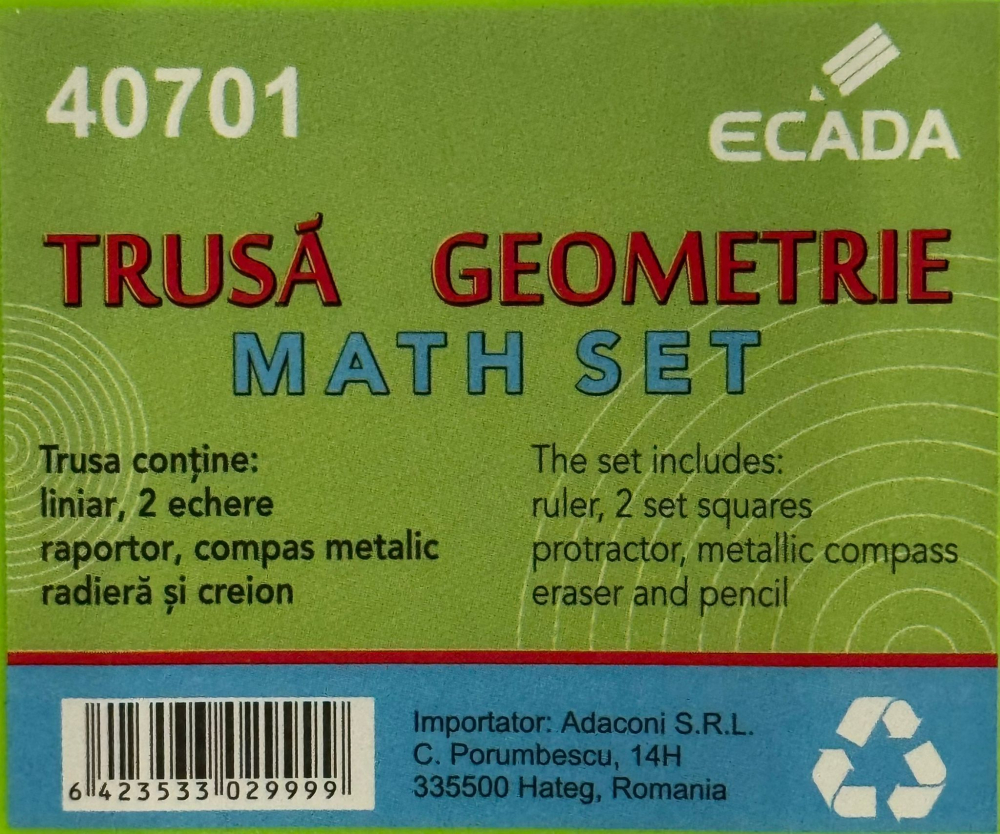 40701
ECADA
TRUSÁ GEOMETRIE
MATH SET
Trusa conține:
liniar, 2 echere
raportor, compas metalic
radieră și creion
The set includes:
ruler, 2 set squares
protractor, metallic compass
eraser and pencil
6 423533 029999
Importator: Adaconi S.R.L.
C. Porumbescu, 14H
335500 Hateg, Romania